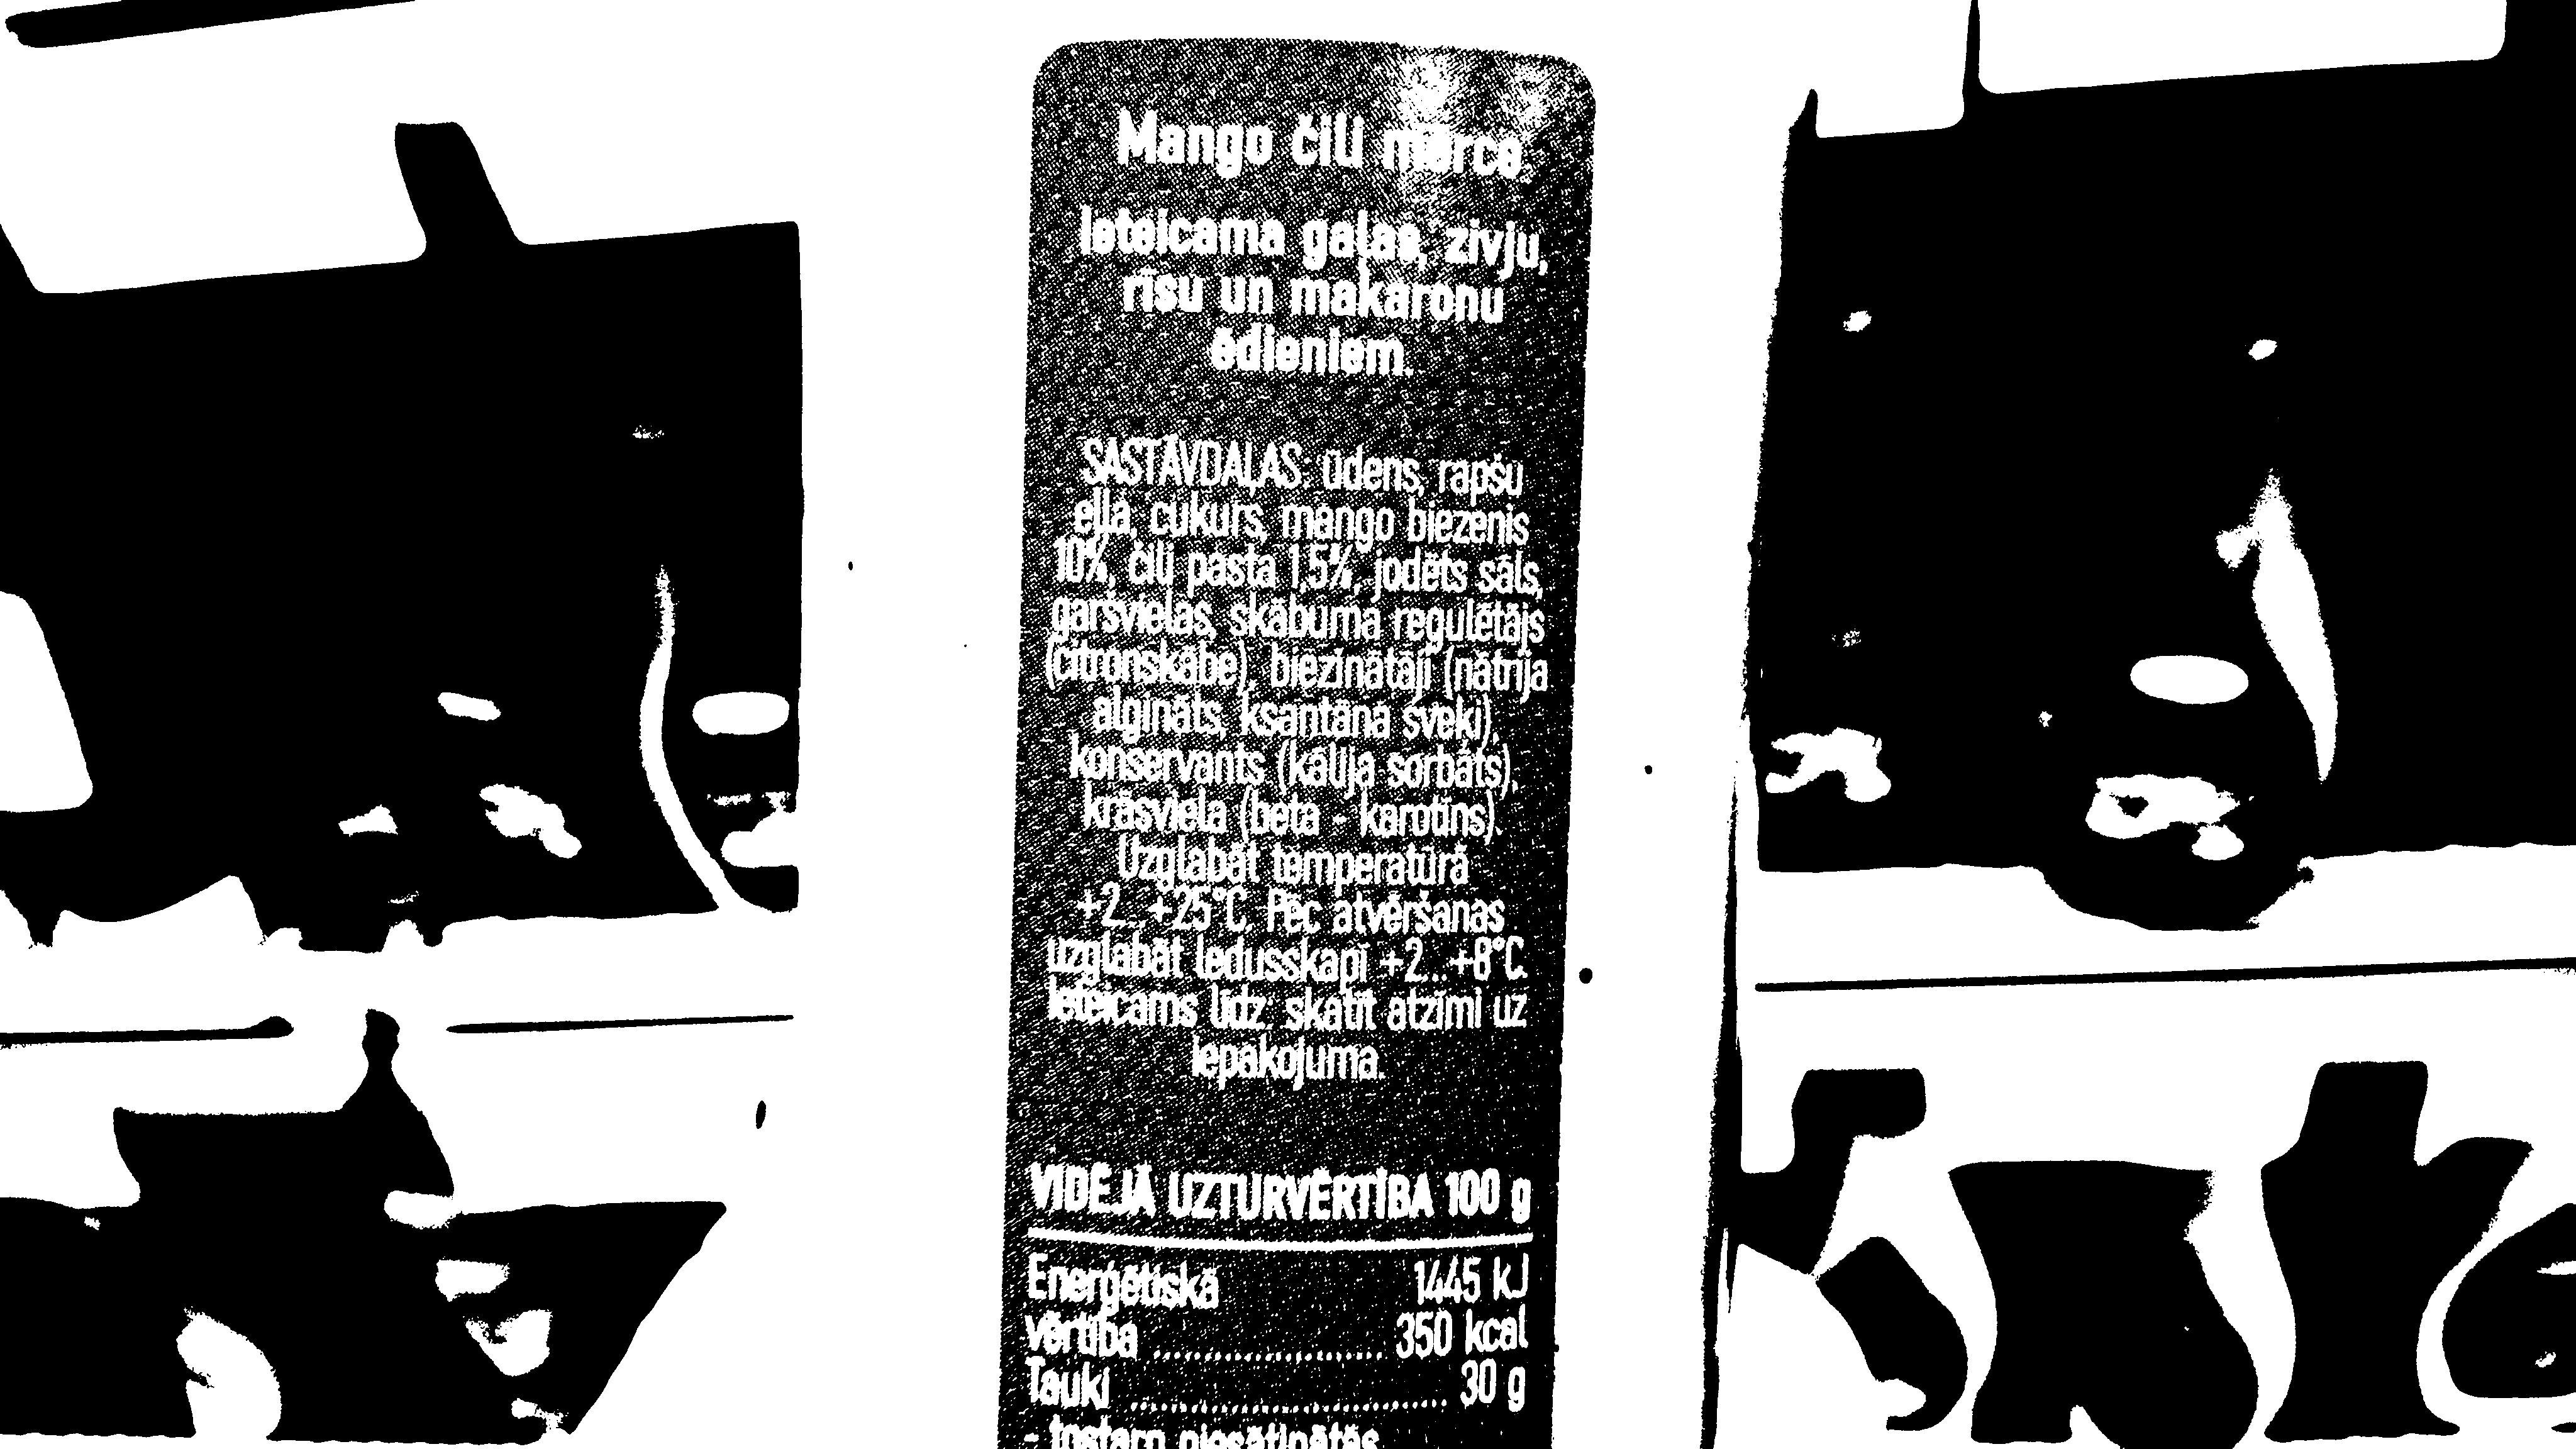 Mango čili mērce.
Ieteicama gaļas, zivju,
rīsu un makaronu
ēdieniem.
SASTĀVDAĻAS: ūdens, rapšu
eļļa, cukurs, mango biezenis
10%, čili pasta 1,5%, jodēts sāls,
garšvielas, skābuma regulētājs
(citronskābe), biezinātāji (nātrija
algināts, ksantāna sveķi),
konservants (kālija sorbāts),
krāsviela (beta - karotīns).
Uzglabāt temperatūrā
+2...+25°C. Pēc atvēršanas
uzglabāt ledusskapī +2...+8°C.
Ieteicams līdz: skatīt atzīmi uz
iepakojuma.
VIDĒJĀ UZTURVĒRTĪBA 100 g
Enerģētiskā 1445 kJ
vērtība ........................ 350 kcal
Tauki ................................. 30 g
- tostarp piesātinātās